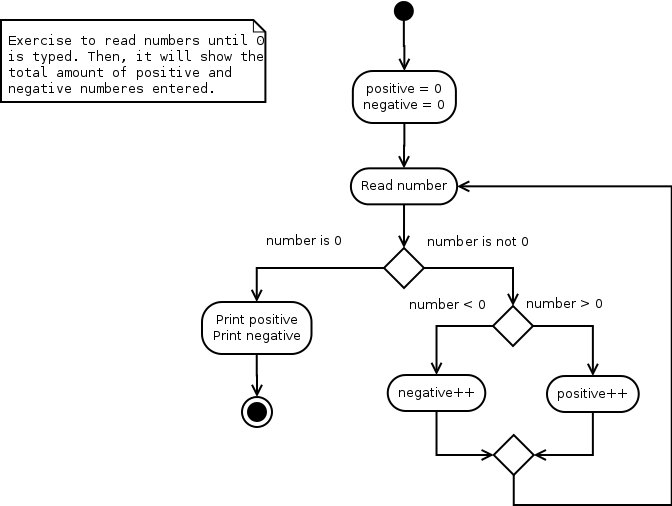 Exercise to read numbers until 0
is typed. Then, it will show the
total amount of positive and
negative numberes entered.
positive = 0
negative = 0
Read number
number is 0
number is not 0
number < 0
number > 0
Print positive
Print negative
negative++
positive++